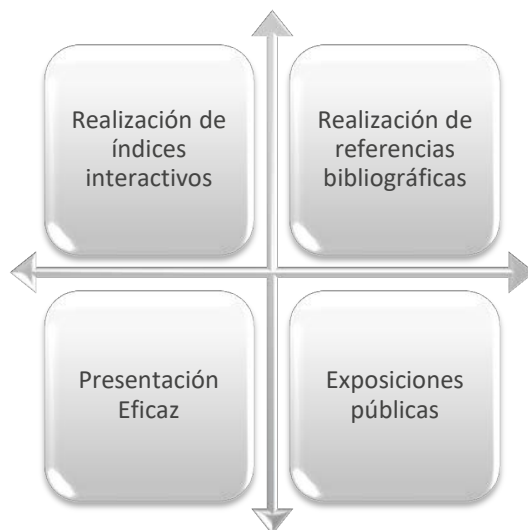 Realización de
índices
interactivos
Realización de
referencias
bibliográficas
Presentación
Eficaz
Exposiciones
públicas